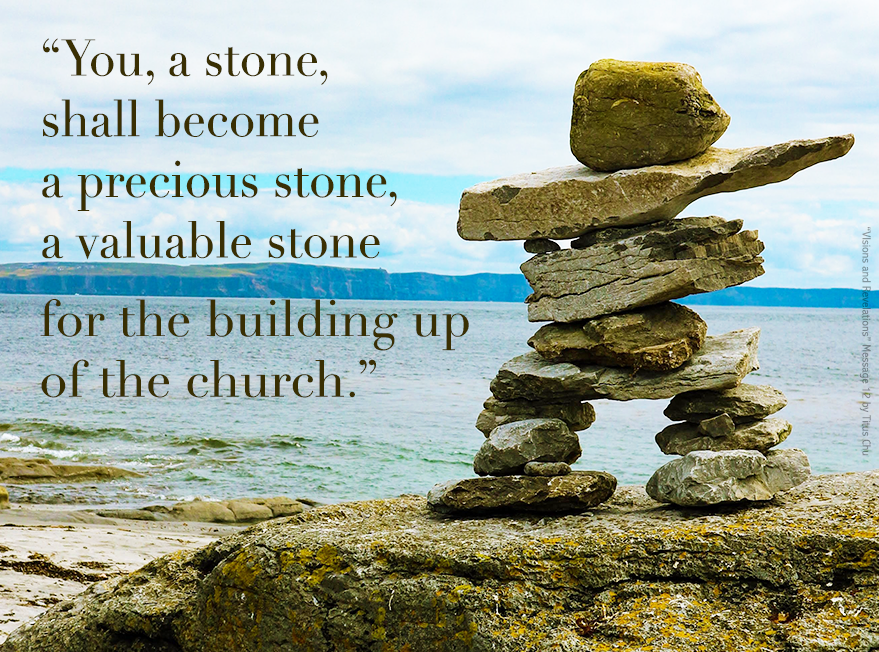 “You, a stone,
shall become
a precious stone,
a valuable stone
for the building up
of the church.”
"Visions and Revelations" Message 12 by Titus Chu